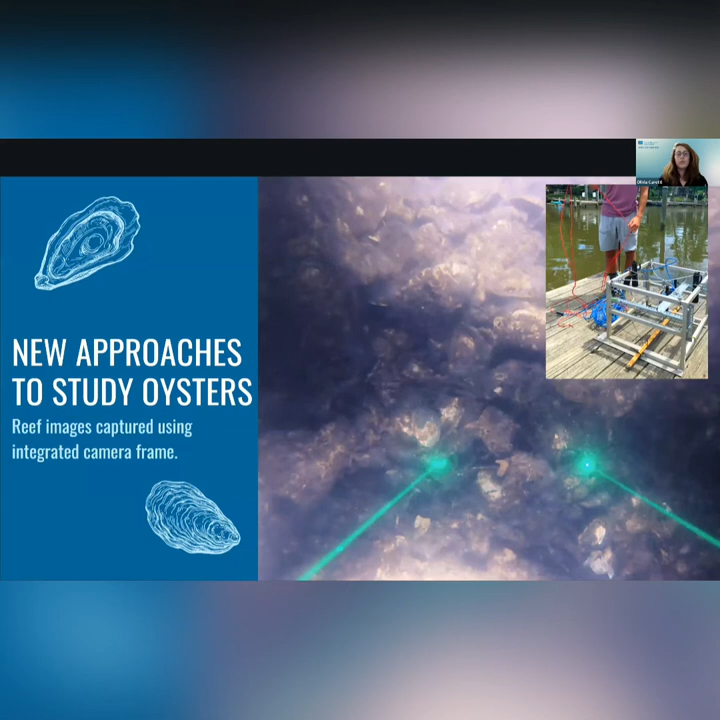 NEW APPROACHES
TO STUDY OYSTERS
Reef images captured using
integrated camera frame.